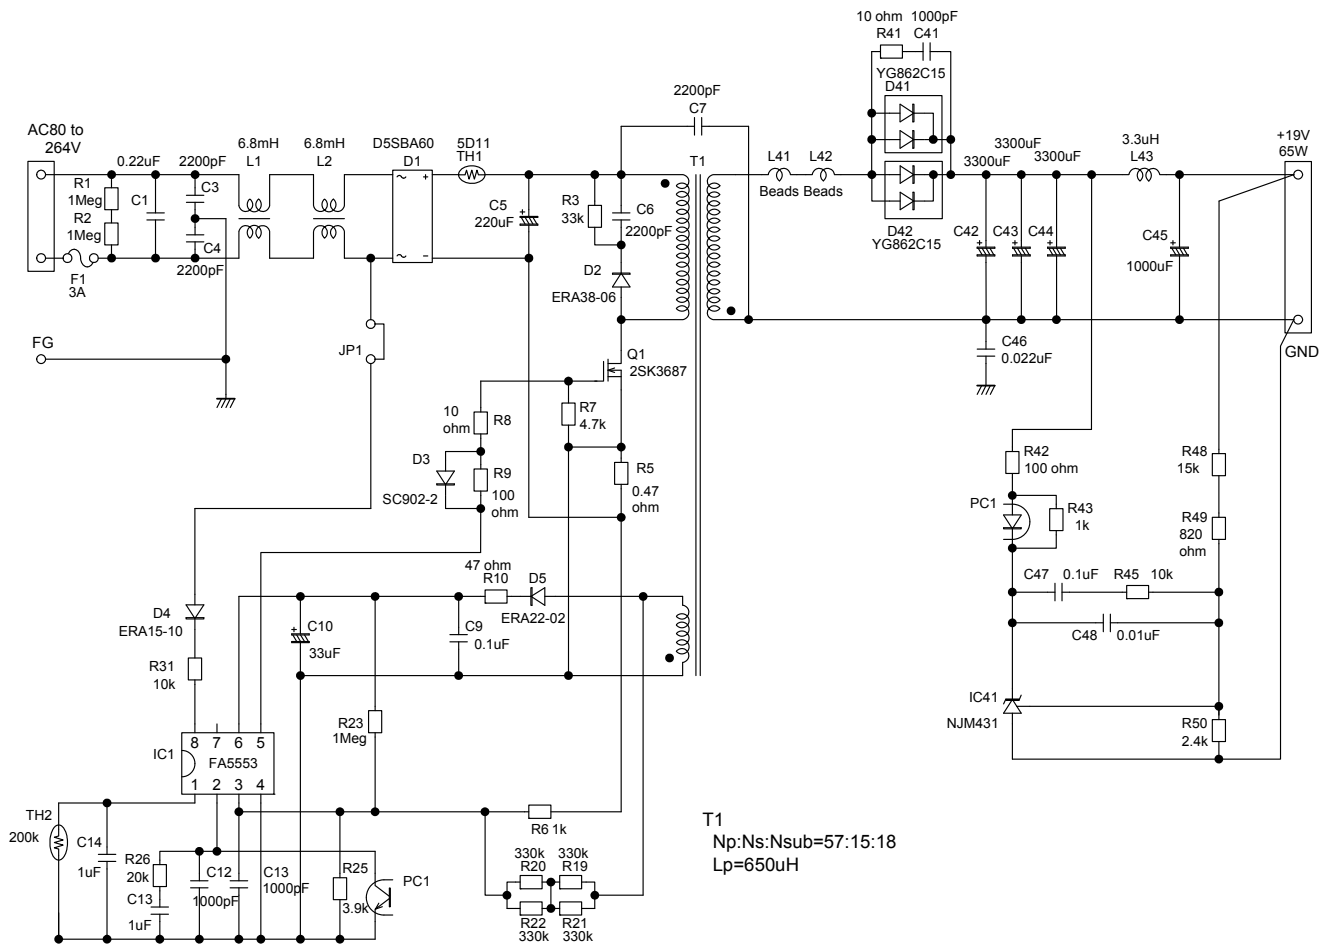 10 ohm 1000pF
R41 C41
YG862C15
D41
2200pF
C7
AC80 to
264V
0.22uF
2200pF
6.8mH
L1
6.8mH
L2
D5SBA60
D1
5D11
TH1
T1
L41 L42
Beads Beads
3300uF
3300uF
3300uF
3.3uH
L43
+19V
65W
R1
1Meg
R2
1Meg
C1
C3
C4
2200pF
~ +
~ −
C5
220uF
R3
33k
C6
2200pF
D42
YG862C15
C42 C43 C44
C45
1000uF
F1
3A
D2
ERA38-06
FG
JP1
Q1
2SK3687
C46
0.022uF
GND
10
ohm
R8
R7
4.7k
D3
SC902-2
R9
100
ohm
R5
0.47
ohm
R42
100 ohm
R48
15k
PC1
R43
1k
R49
820
ohm
47 ohm
R10 D5
ERA22-02
C47 0.1uF R45 10k
D4
ERA15-10
C10
33uF
C9
0.1uF
C48 0.01uF
R31
10k
IC41
NJM431
R50
2.4k
R23
1Meg
IC1
8 7 6 5
FA5553
1 2 3 4
TH2
200k
R6 1k
T1
Np:Ns:Nsub=57:15:18
Lp=650uH
C14
1uF
R26
20k
C13
1uF
C12
1000pF
C13
1000pF
R25
3.9k
PC1
330k 330k
R20 R19
R22 R21
330k 330k